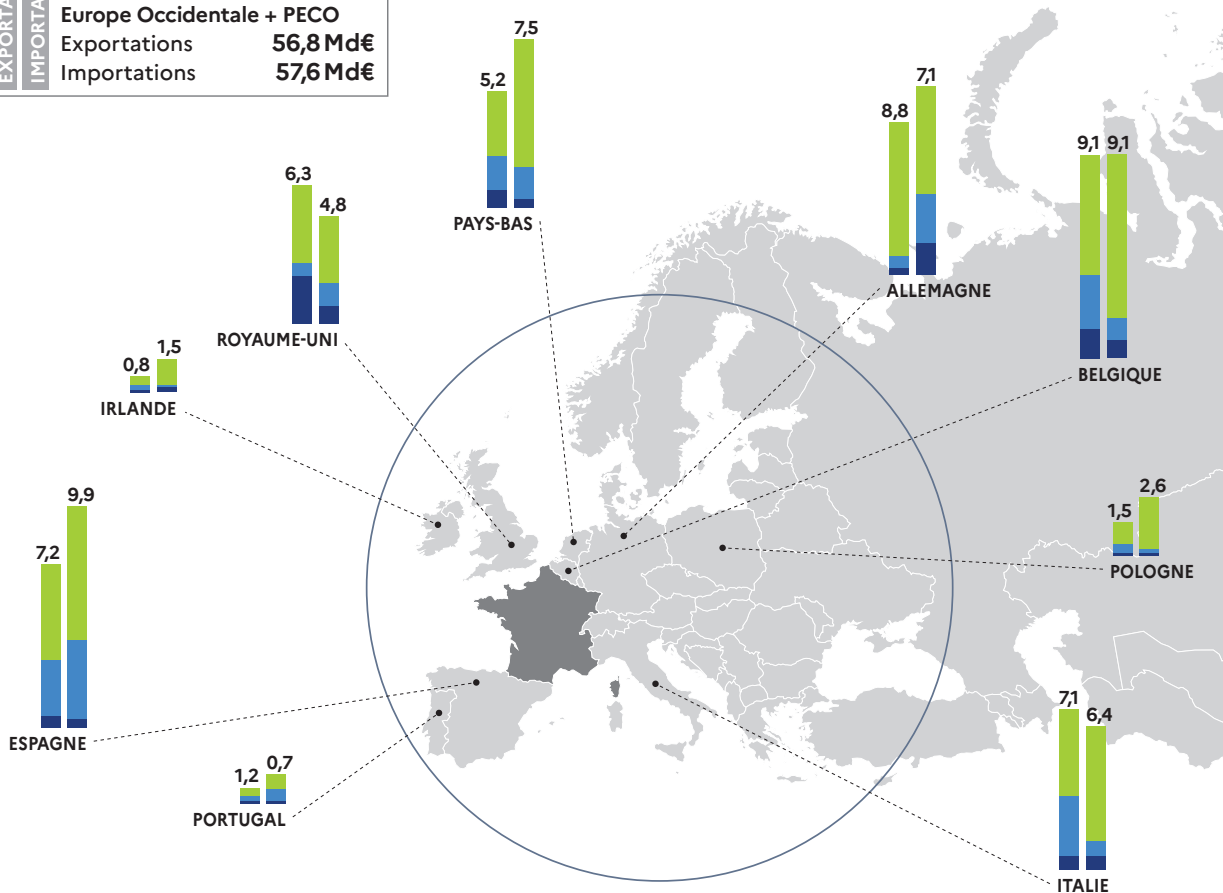 EXPORTA
IMPORTA
Europe Occidentale + PECO
Exportations 56,8 Md€
Importations 57,6 Md€
5,2 7,5
PAYS-BAS
8,8 7,1
ALLEMAGNE
9,1 9,1
BELGIQUE
6,3 4,8
ROYAUME-UNI
0,8 1,5
IRLANDE
1,5 2,6
POLOGNE
7,2 9,9
ESPAGNE
1,2 0,7
PORTUGAL
7,1 6,4
ITALIE